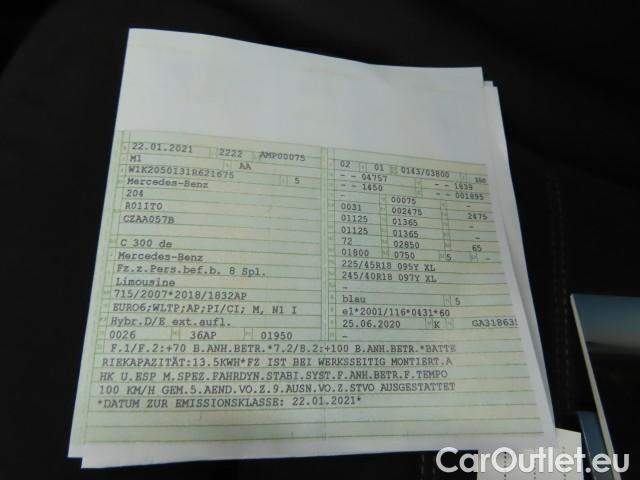 22.01.2021 2222 AMP00075
M1 AA
W1K2050131R621675 5
Mercedes-Benz
204
R01IT0
CZAA057B
C 300 de
Mercedes-Benz
Fz.z.Pers.bef.b. 8 Spl.
Limousine
715/2007*2018/1832AP
EURO6;WLTP;AP;PI/CI; M, N1 I
Hybr.D/E ext.aufl.
0026 36AP 01950
02 01 0143/03800
- - 04757 - - 1839
- - 1450 - - 001895
- 00075 -
0031 002475 2475
01125 01365 -
01125 01365 -
72 02850 65
01800 0750 5 -
225/45R18 095Y XL
245/40R18 097Y XL
-
blau 5
e1*2001/116*0431*60
25.06.2020 K GA318635
F.1/F.2:+70 B.ANH.BETR.*7.2/8.2:+100 B.ANH.BETR.*BATTE
RIEKAPAZITÄT:13.5KWH*FZ IST BEI WERKSSEITIG MONTIERT.A
HK U.ESP M.SPEZ.FAHRDYN.STABI.SYST.F.ANH.BETR.F.TEMPO
100 KM/H GEM.5.AEND.VO.Z.9.AUSN.VO.Z.STVO AUSGESTATTET
*DATUM ZUR EMISSIONSKLASSE: 22.01.2021*
CarOutlet.eu